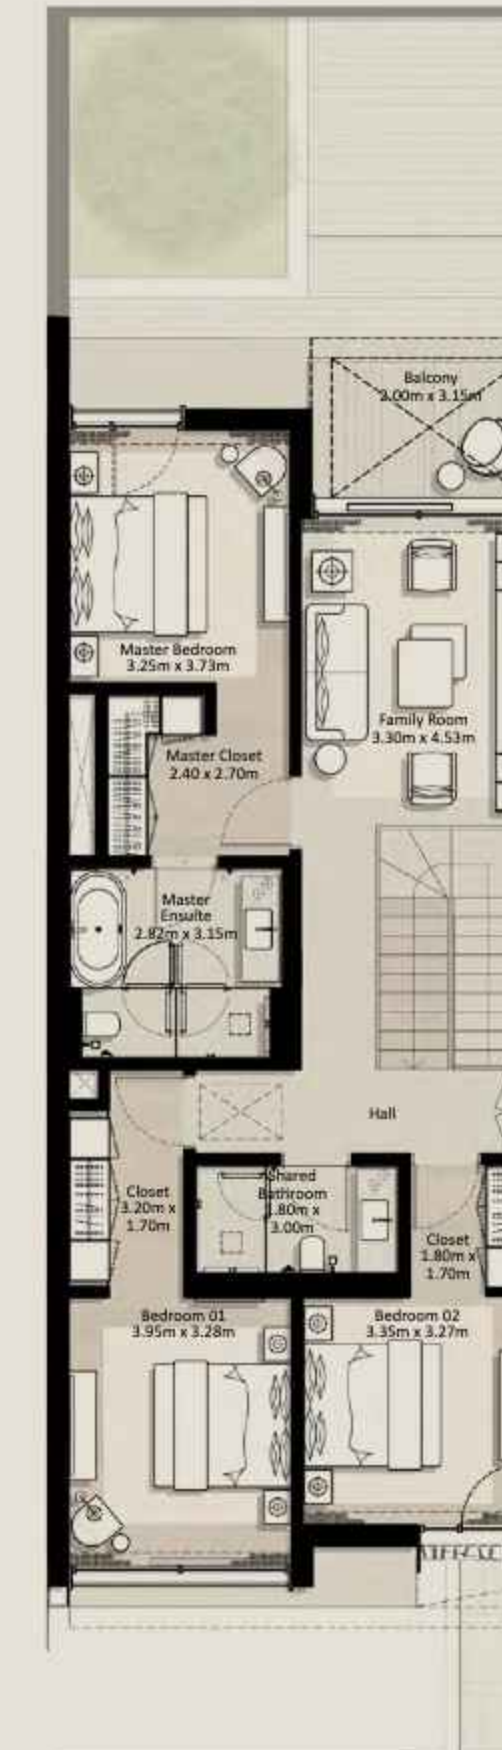 Balcony
2.00m x 3.15m
Master Bedroom
3.25m x 3.73m
Family Room
3.30m x 4.53m
Master Closet
2.40 x 2.70m
Master
Ensuite
2.82m x 3.15m
Hall
Shared
Bathroom
1.80m x
3.00m
Closet
3.20m x
1.70m
Closet
1.80m x
1.70m
Bedroom 01
3.95m x 3.28m
Bedroom 02
3.35m x 3.27m